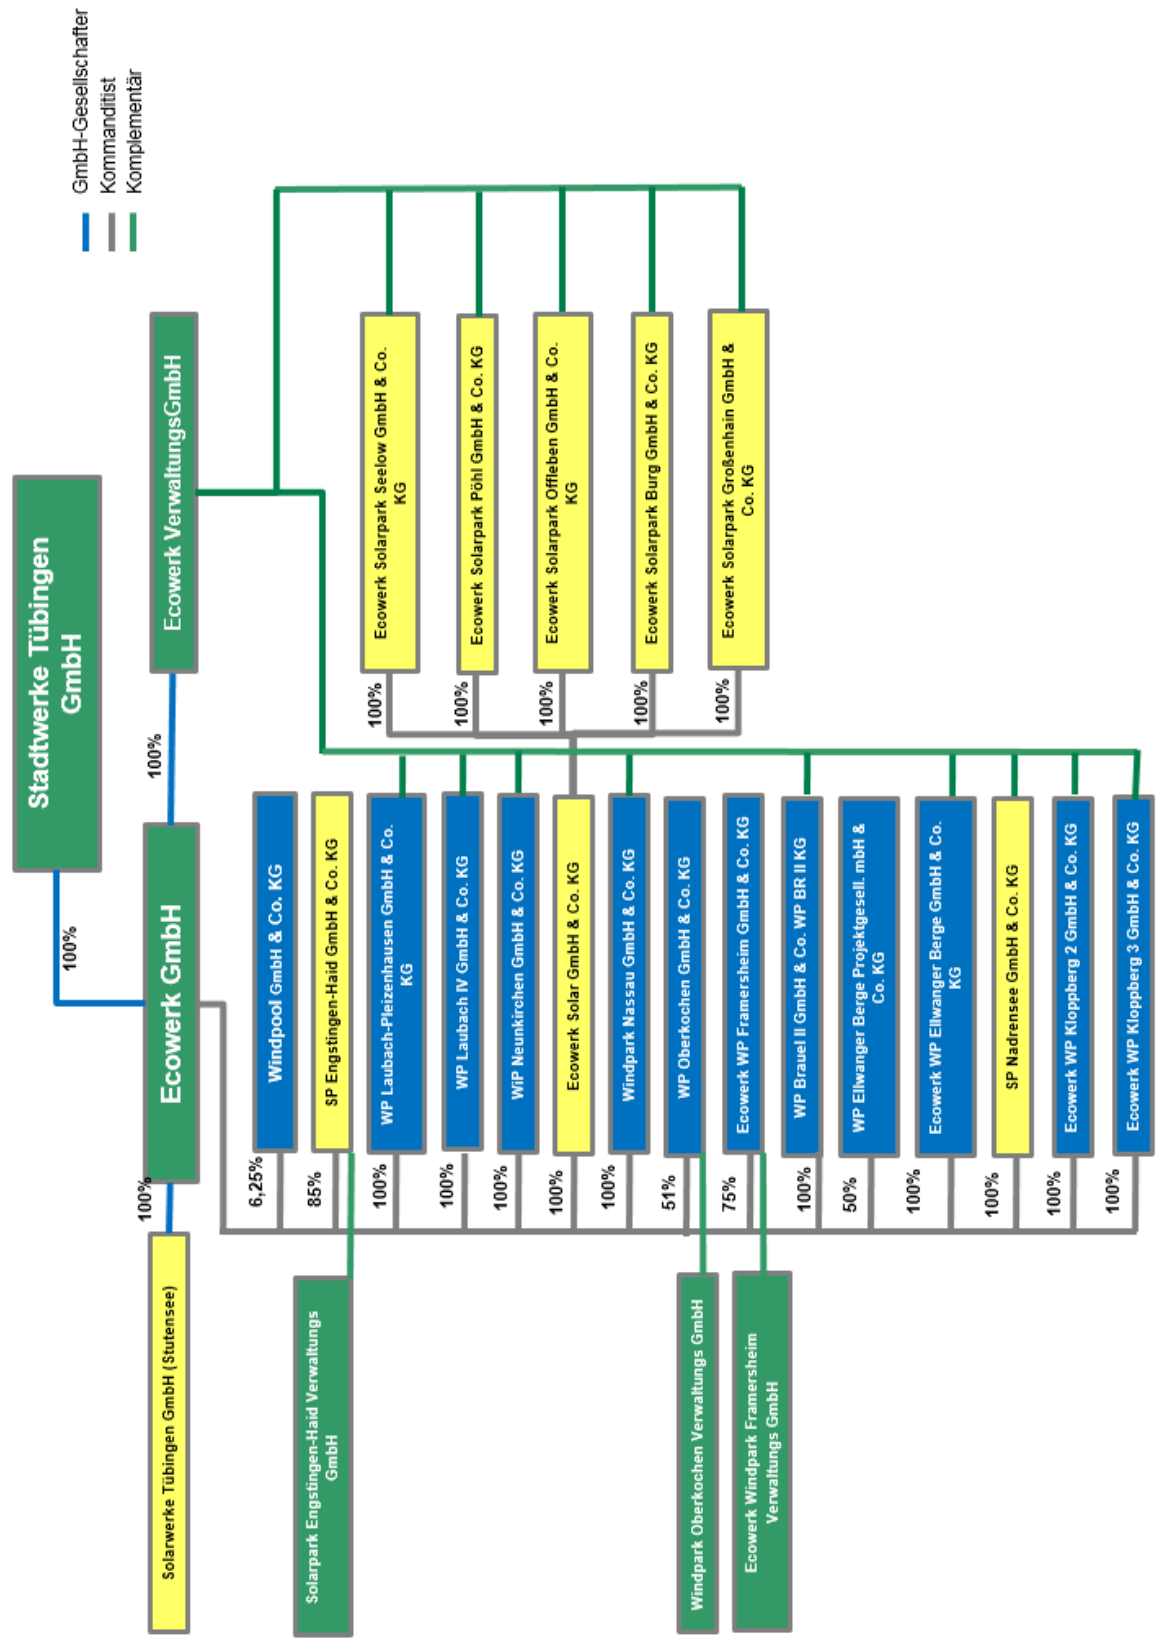 Stadtwerke Tübingen
GmbH
GmbH-Gesellschafter
Kommanditist
Komplementär
100%
Solarwerke Tübingen GmbH (Stutensee)
100%
Ecowerk GmbH
100%
Ecowerk VerwaltungsGmbH
6,25%
Windpool GmbH & Co. KG
Solarpark Engstingen-Haid Verwaltungs
GmbH
85%
SP Engstingen-Haid GmbH & Co. KG
100%
WP Laubach-Pleizenhausen GmbH & Co.
KG
100%
WP Laubach IV GmbH & Co. KG
100%
WiP Neunkirchen GmbH & Co. KG
100%
Ecowerk Solar GmbH & Co. KG
100%
Windpark Nassau GmbH & Co. KG
Windpark Oberkochen Verwaltungs GmbH
51%
WP Oberkochen GmbH & Co. KG
Ecowerk Windpark Framersheim
Verwaltungs GmbH
75%
Ecowerk WP Framersheim GmbH & Co. KG
100%
WP Brauel II GmbH & Co. WP BR II KG
50%
WP Ellwanger Berge Projektgesell. mbH &
Co. KG
100%
Ecowerk WP Ellwanger Berge GmbH & Co.
KG
100%
SP Nadrensee GmbH & Co. KG
100%
Ecowerk WP Kloppberg 2 GmbH & Co. KG
100%
Ecowerk WP Kloppberg 3 GmbH & Co. KG
100%
Ecowerk Solarpark Seelow GmbH & Co.
KG
100%
Ecowerk Solarpark Pöhl GmbH & Co. KG
100%
Ecowerk Solarpark Offleben GmbH & Co.
KG
100%
Ecowerk Solarpark Burg GmbH & Co. KG
100%
Ecowerk Solarpark Großenhain GmbH &
Co. KG